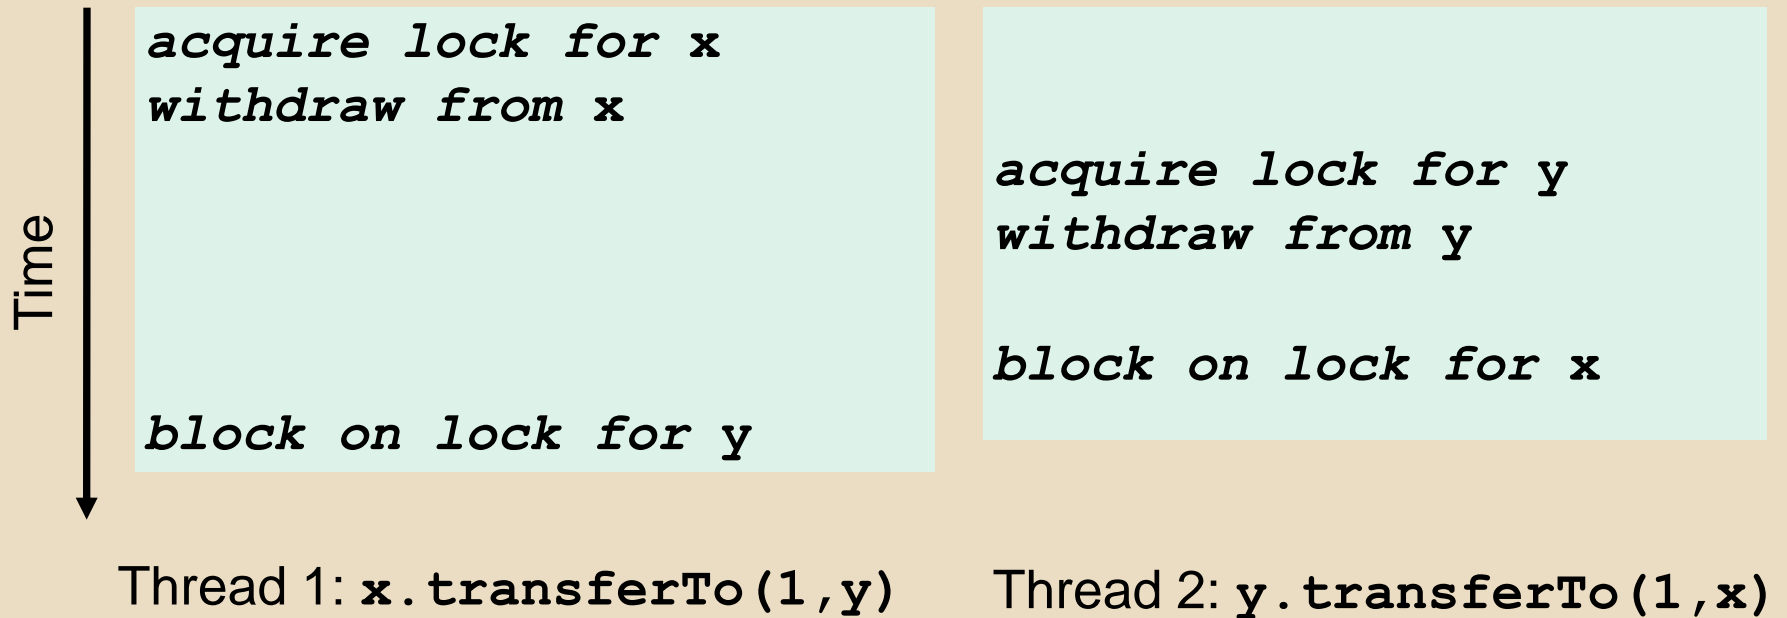 Time
acquire lock for x
withdraw from x
block on lock for y
Thread 1: x.transferTo(1,y)
acquire lock for y
withdraw from y
block on lock for x
Thread 2: y.transferTo(1,x)